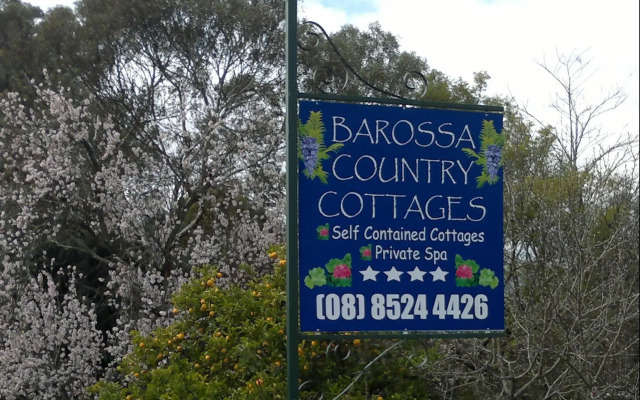 BAROSSA
COUNTRY
COTTAGES
Self Contained Cottages
Private Spa
(08) 8524 4426